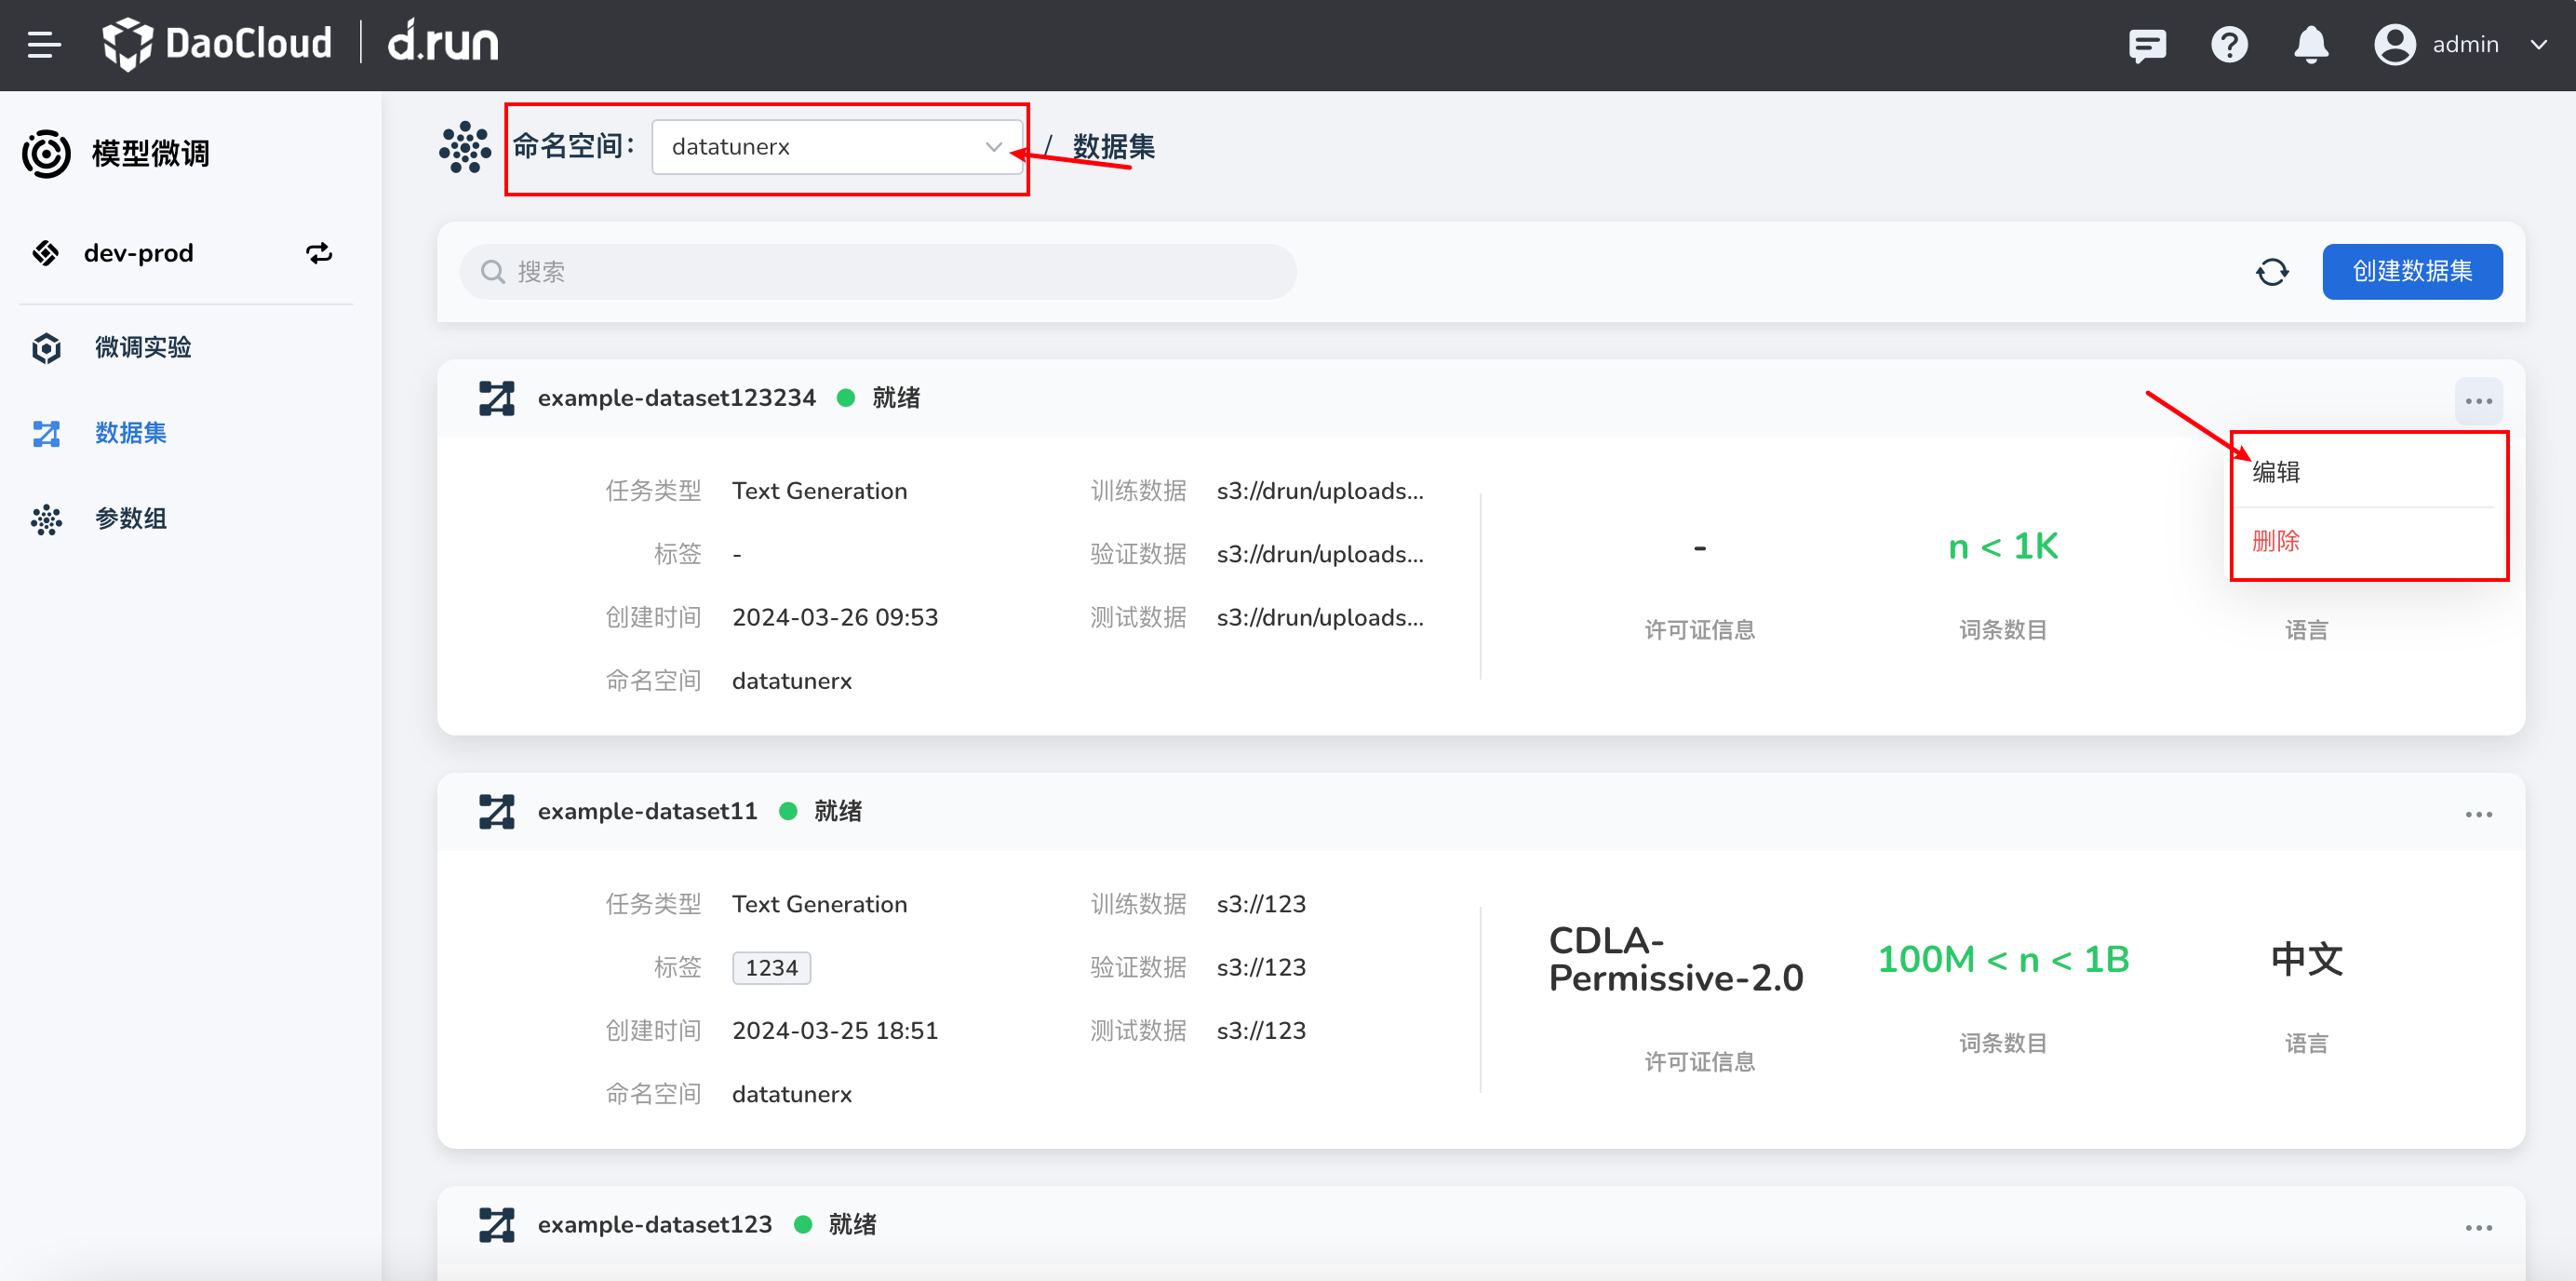 DaoCloud | d.run
admin
模型微调
dev-prod
微调实验
数据集
参数组
命名空间： datatunerx / 数据集
搜索
创建数据集
example-dataset123234 就绪
编辑
删除
任务类型 Text Generation
标签 -
创建时间 2024-03-26 09:53
命名空间 datatunerx
训练数据 s3://drun/uploads...
验证数据 s3://drun/uploads...
测试数据 s3://drun/uploads...
-
许可证信息
n < 1K
词条数目
语言
example-dataset11 就绪
任务类型 Text Generation
标签 1234
创建时间 2024-03-25 18:51
命名空间 datatunerx
训练数据 s3://123
验证数据 s3://123
测试数据 s3://123
CDLA-
Permissive-2.0
许可证信息
100M < n < 1B
词条数目
中文
语言
example-dataset123 就绪